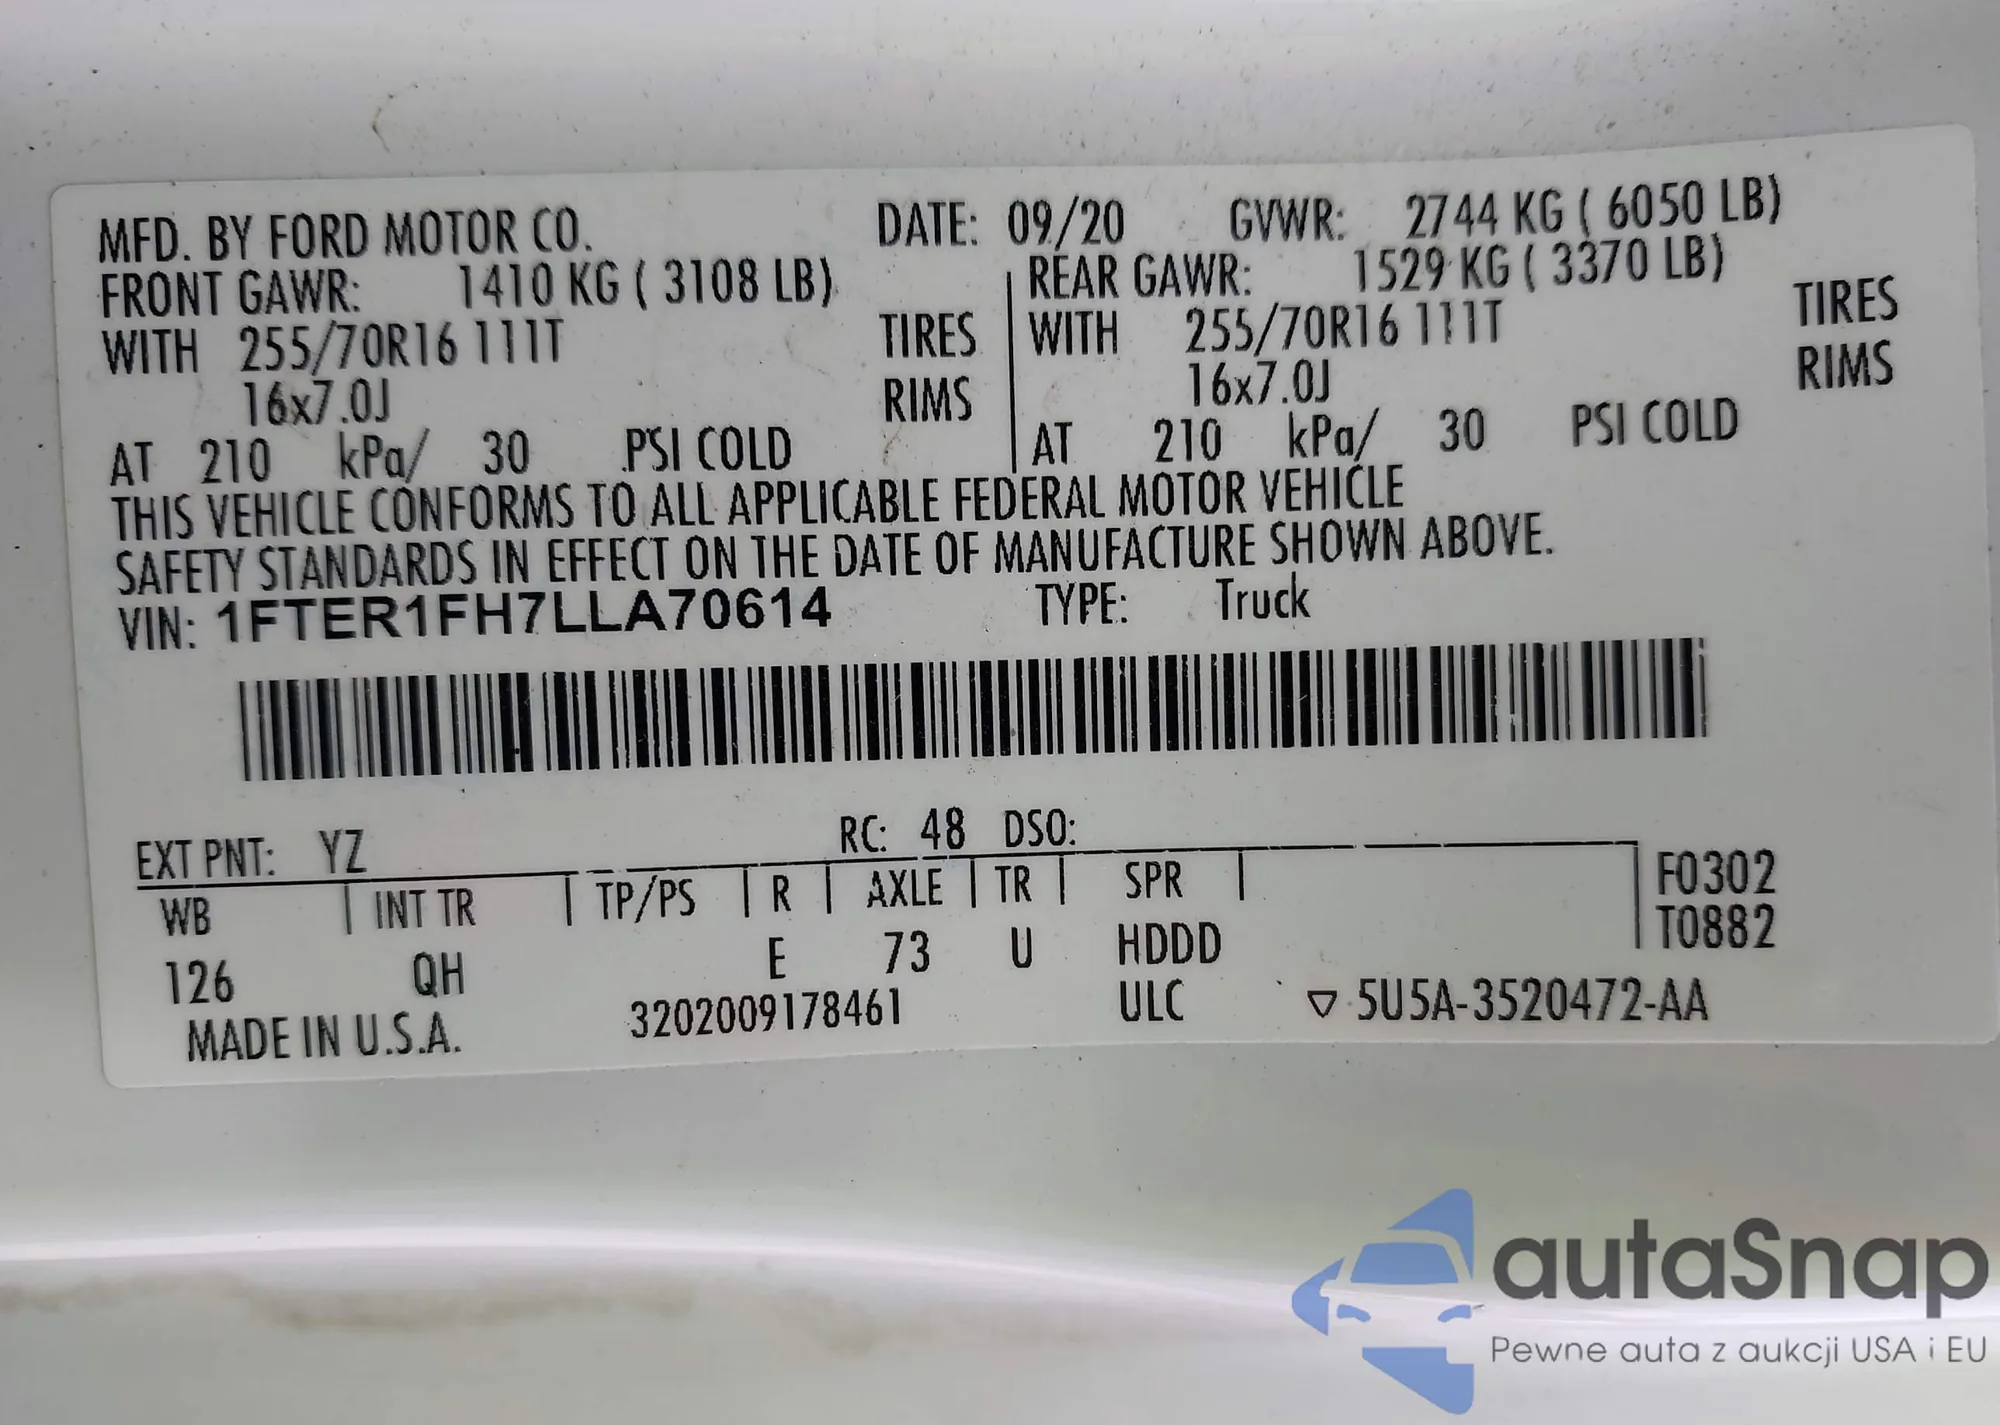 MFD. BY FORD MOTOR CO. DATE: 09/20 GVWR: 2744 KG ( 6050 LB)
FRONT GAWR: 1410 KG ( 3108 LB) REAR GAWR: 1529 KG ( 3370 LB)
WITH 255/70R16 111T TIRES WITH 255/70R16 111T TIRES
16x7.0J RIMS 16x7.0J RIMS
AT 210 kPa/ 30 PSI COLD AT 210 kPa/ 30 PSI COLD
THIS VEHICLE CONFORMS TO ALL APPLICABLE FEDERAL MOTOR VEHICLE
SAFETY STANDARDS IN EFFECT ON THE DATE OF MANUFACTURE SHOWN ABOVE.
VIN: 1FTER1FH7LLA70614 TYPE: Truck
EXT PNT: YZ RC: 48 DSO:
WB INT TR TP/PS R AXLE TR SPR F0302
126 QH E 73 U HDDD T0882
MADE IN U.S.A. 3202009178461 ULC ▽ 5U5A-3520472-AA
autaSnap
Pewne auta z aukcji USA i EU